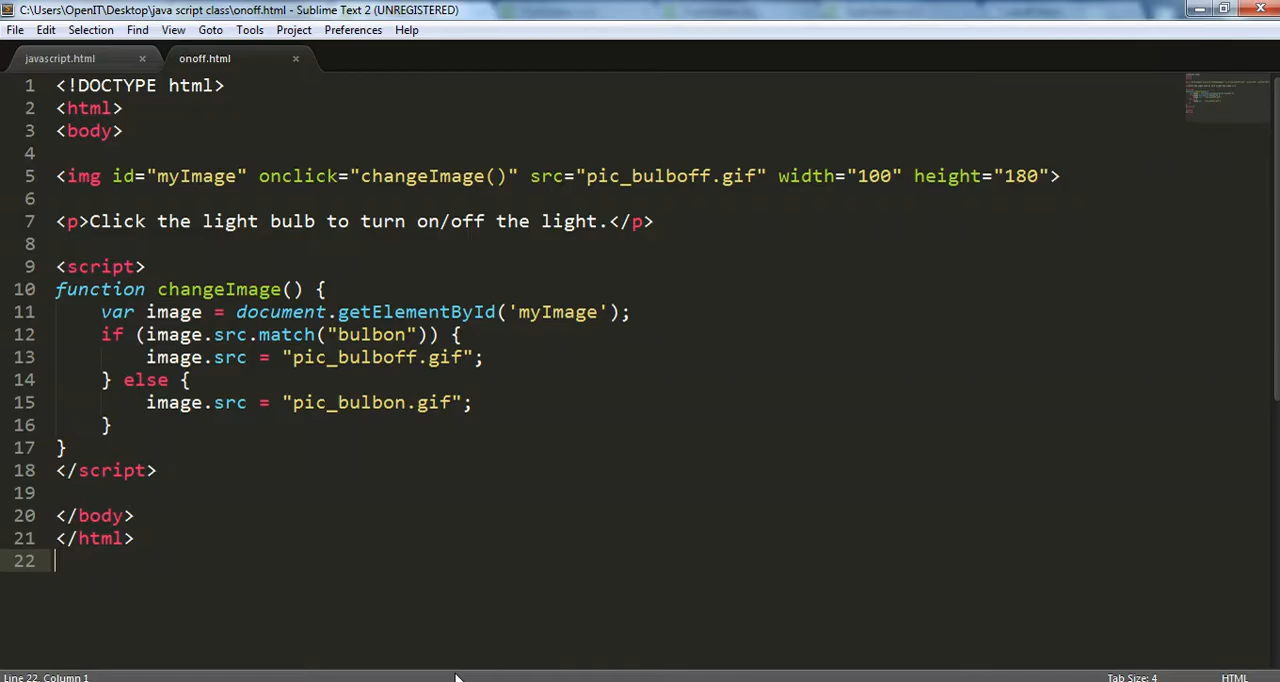 C:\Users\OpenIT\Desktop\java script class\onoff.html - Sublime Text 2 (UNREGISTERED)
File Edit Selection Find View Goto Tools Project Preferences Help
javascript.html × onoff.html ×
1 <!DOCTYPE html>
2 <html>
3 <body>
4
5 <img id="myImage" onclick="changeImage()" src="pic_bulboff.gif" width="100" height="180">
6
7 <p>Click the light bulb to turn on/off the light.</p>
8
9 <script>
10 function changeImage() {
11     var image = document.getElementById('myImage');
12     if (image.src.match("bulbon")) {
13         image.src = "pic_bulboff.gif";
14     } else {
15         image.src = "pic_bulbon.gif";
16     }
17 }
18 </script>
19
20 </body>
21 </html>
22
Line 22, Column 1 Tab Size: 4 HTML